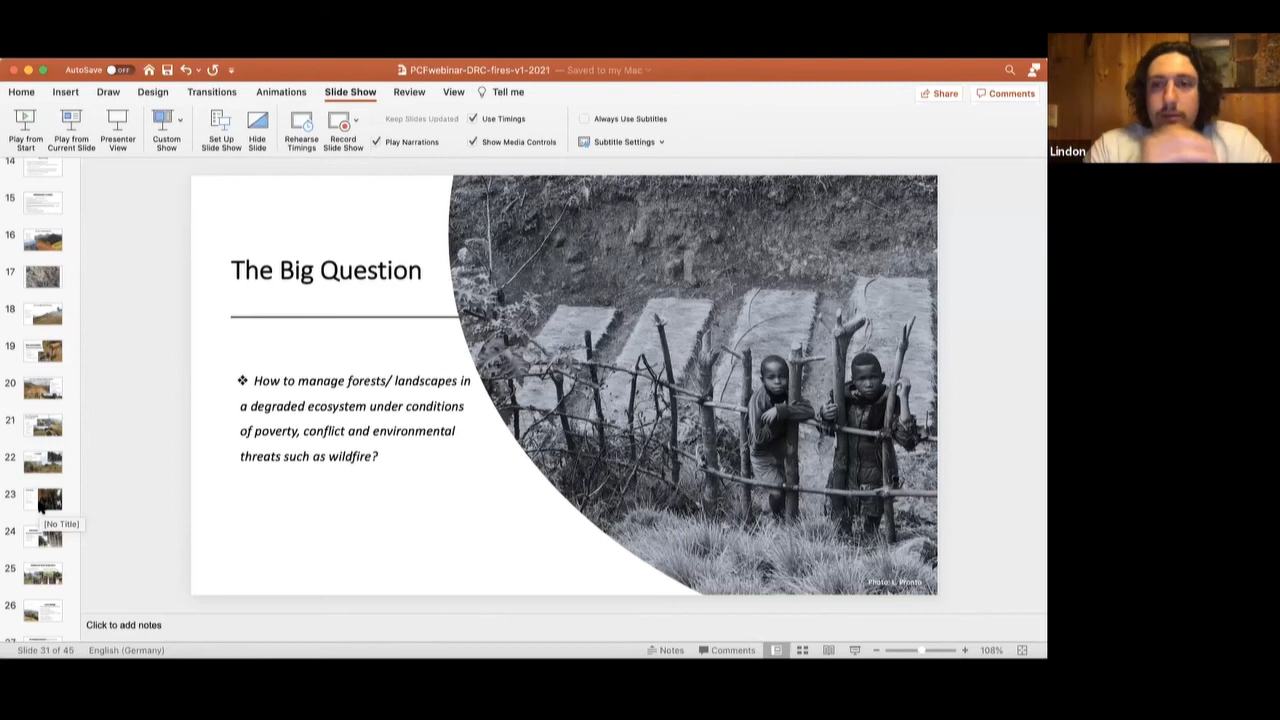 AutoSave OFF
PCFwebinar-DRC-fires-v1-2021 — Saved to my Mac
Home Insert Draw Design Transitions Animations Slide Show Review View Tell me
Share Comments
Play from Start
Play from Current Slide
Presenter View
Custom Show
Set Up Slide Show
Hide Slide
Rehearse Timings
Record Slide Show
Keep Slides Updated
Play Narrations
Use Timings
Show Media Controls
Always Use Subtitles
Subtitle Settings
Lindon
14
15
16
17
18
19
20
21
22
23
[No Title]
24
25
26
The Big Question
❖ How to manage forests/ landscapes in
a degraded ecosystem under conditions
of poverty, conflict and environmental
threats such as wildfire?
Photo: L. Pronto
Click to add notes
Slide 31 of 45 English (Germany) Notes Comments 108%